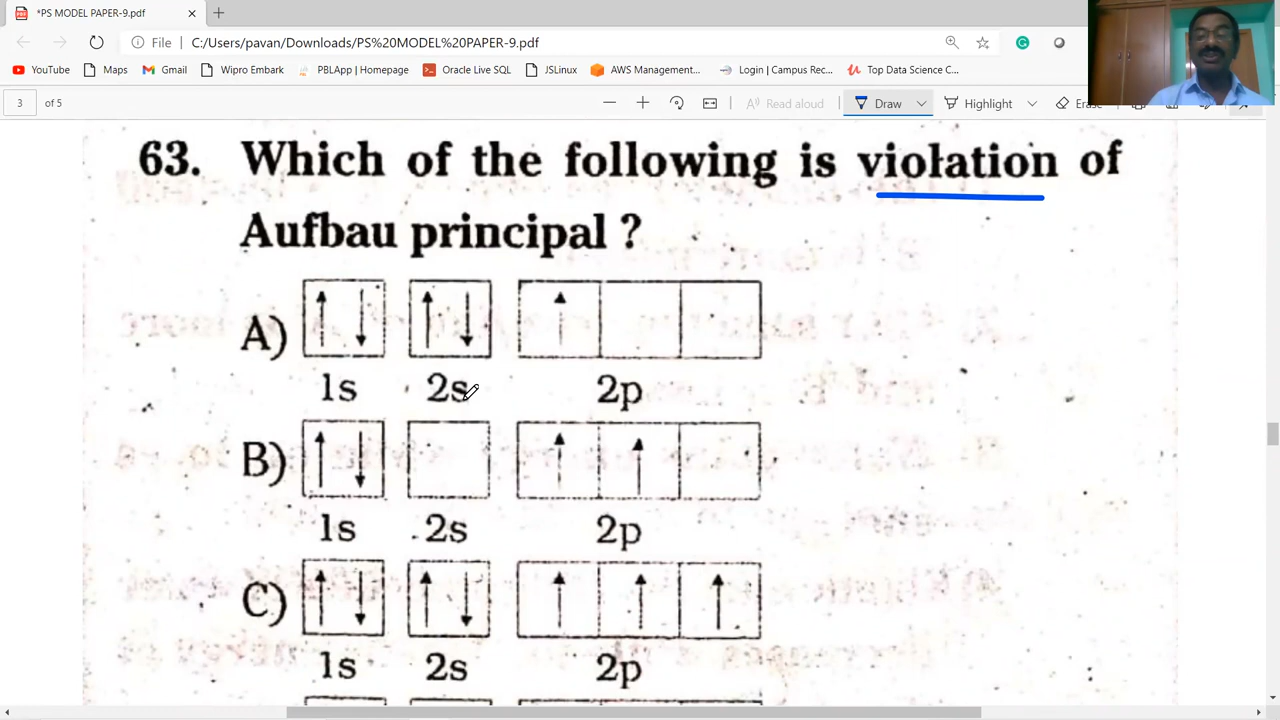 *PS MODEL PAPER-9.pdf
File C:/Users/pavan/Downloads/PS%20MODEL%20PAPER-9.pdf
YouTube Maps Gmail Wipro Embark PBLApp | Homepage Oracle Live SQL JSLinux AWS Management... Login | Campus Rec... Top Data Science C...
3 of 5 Read aloud Draw Highlight Erase
63. Which of the following is violation of
Aufbau principal ?
A)
1s 2s 2p
B)
1s 2s 2p
C)
1s 2s 2p